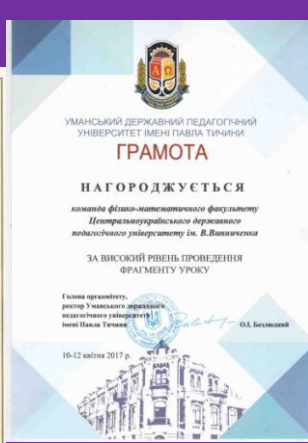 УМАНСЬКИЙ ДЕРЖАВНИЙ ПЕДАГОГІЧНИЙ
УНІВЕРСИТЕТ ІМЕНІ ПАВЛА ТИЧИНИ
ГРАМОТА
НАГОРОДЖУЄТЬСЯ
команда фізико-математичного факультету
Центральноукраїнського державного
педагогічного університету ім. В.Винниченка
ЗА ВИСОКИЙ РІВЕНЬ ПРОВЕДЕННЯ
ФРАГМЕНТУ УРОКУ
Голова оргкомітету,
ректор Уманського державного
педагогічного університету
імені Павла Тичини
О.І. Безлюдний
10-12 квітня 2017 р.